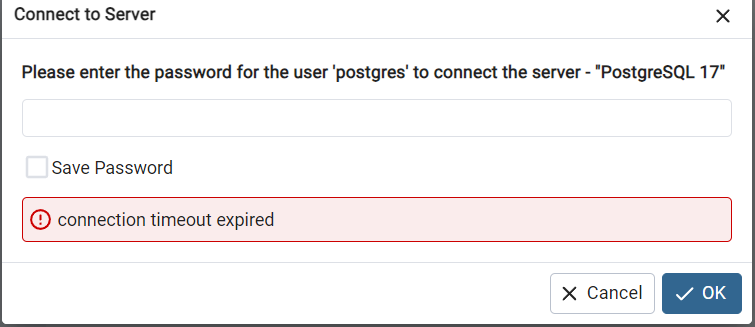 Connect to Server
Please enter the password for the user 'postgres' to connect the server - "PostgreSQL 17"
Save Password
connection timeout expired
Cancel
OK